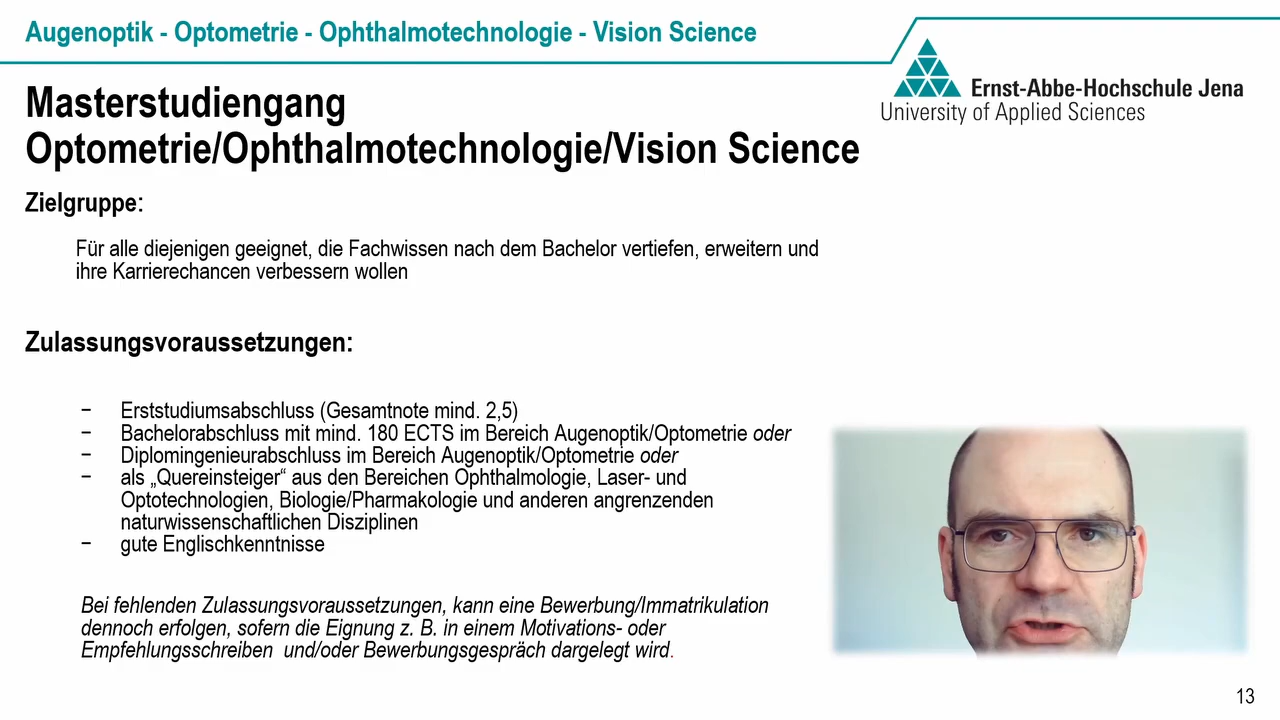 Augenoptik - Optometrie - Ophthalmotechnologie - Vision Science
Ernst-Abbe-Hochschule Jena
University of Applied Sciences
Masterstudiengang
Optometrie/Ophthalmotechnologie/Vision Science
Zielgruppe:
Für alle diejenigen geeignet, die Fachwissen nach dem Bachelor vertiefen, erweitern und
ihre Karrierechancen verbessern wollen
Zulassungsvoraussetzungen:
− Erststudiumsabschluss (Gesamtnote mind. 2,5)
− Bachelorabschluss mit mind. 180 ECTS im Bereich Augenoptik/Optometrie oder
− Diplomingenieurabschluss im Bereich Augenoptik/Optometrie oder
− als „Quereinsteiger“ aus den Bereichen Ophthalmologie, Laser- und
Optotechnologien, Biologie/Pharmakologie und anderen angrenzenden
naturwissenschaftlichen Disziplinen
− gute Englischkenntnisse
Bei fehlenden Zulassungsvoraussetzungen, kann eine Bewerbung/Immatrikulation
dennoch erfolgen, sofern die Eignung z. B. in einem Motivations- oder
Empfehlungsschreiben und/oder Bewerbungsgespräch dargelegt wird.
13